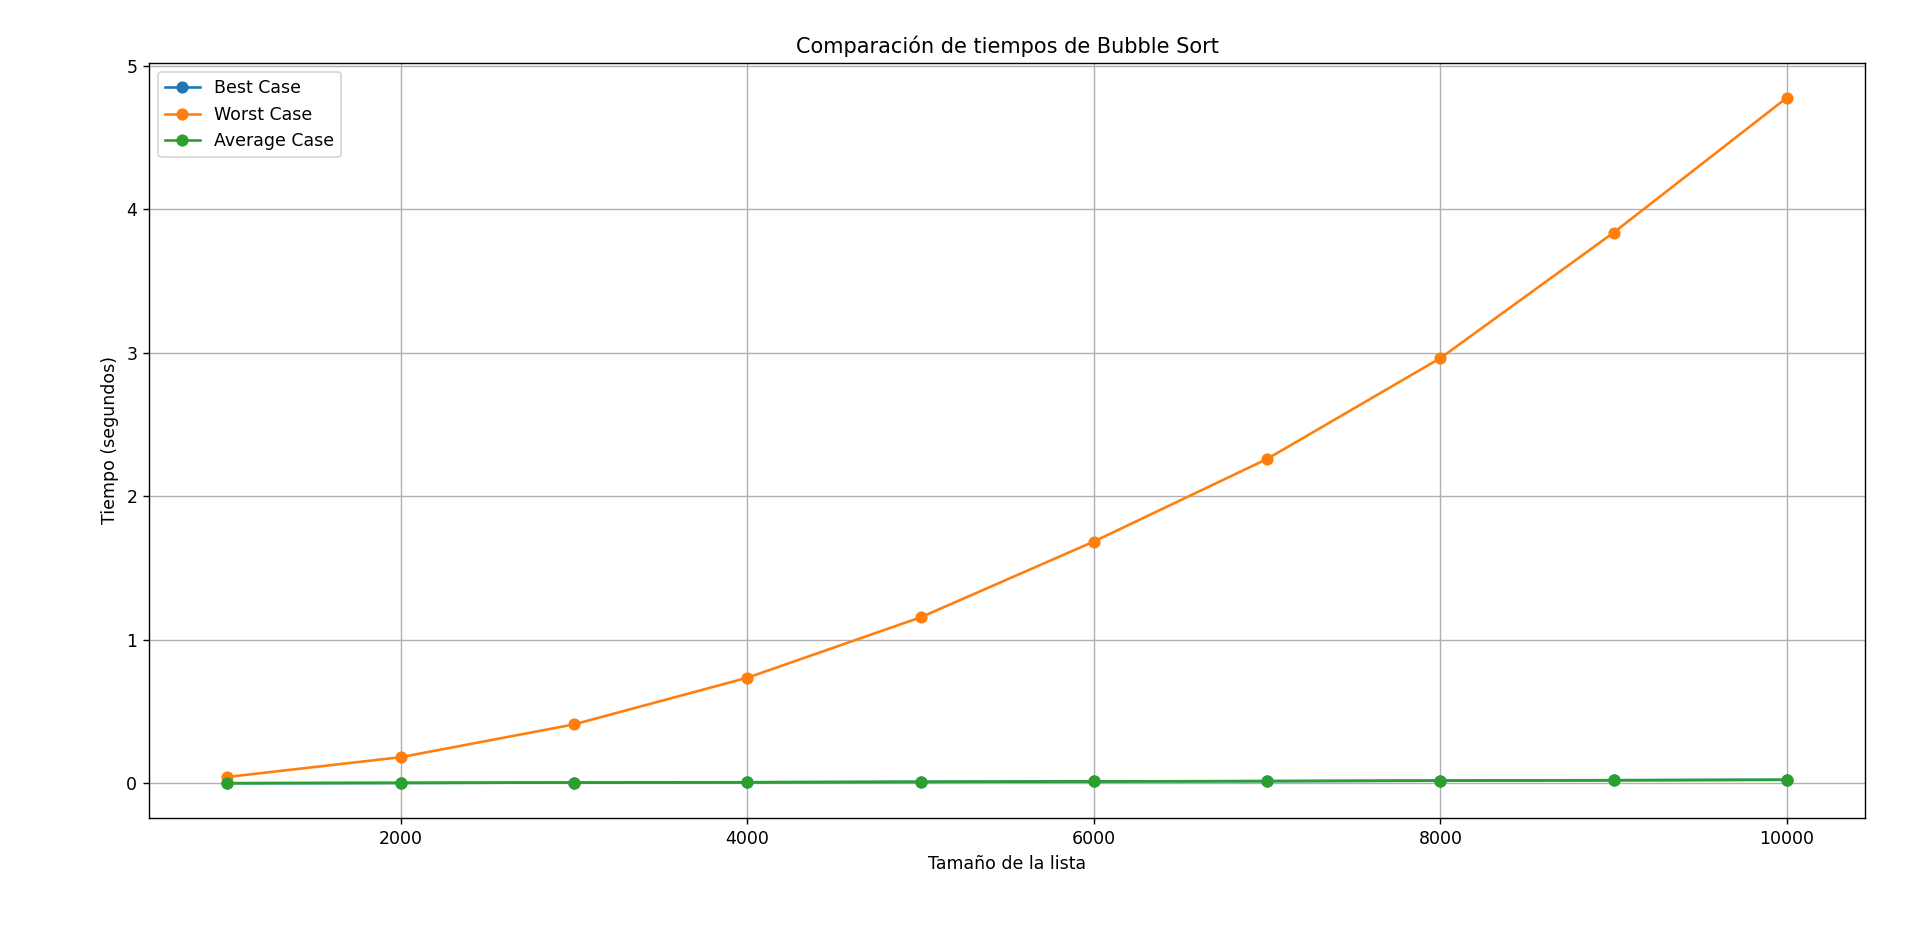 Comparación de tiempos de Bubble Sort
Best Case
Worst Case
Average Case
5
4
3
2
1
0
Tiempo (segundos)
2000
4000
6000
8000
10000
Tamaño de la lista